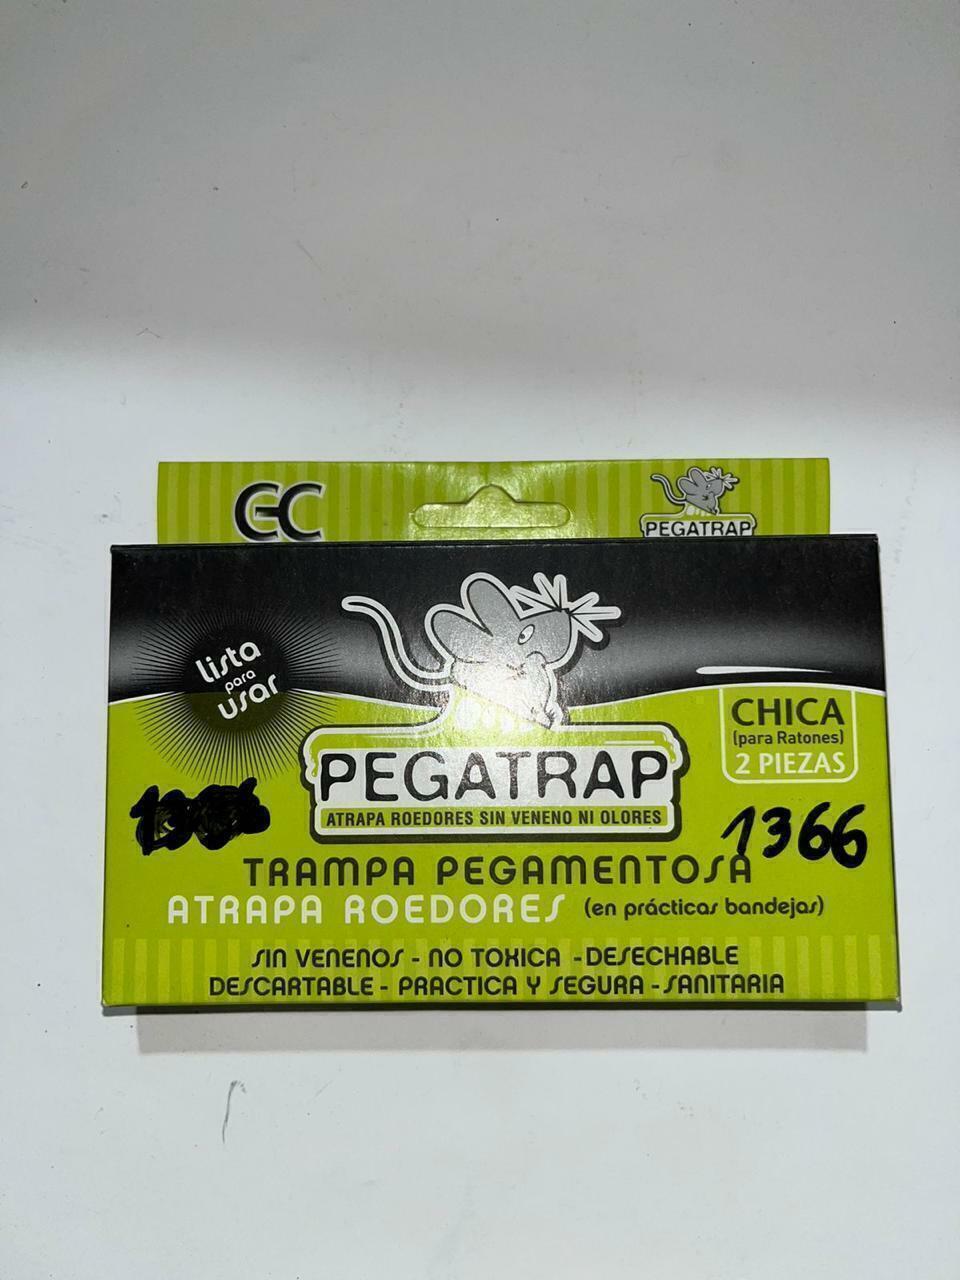 GC
PEGATRAP
lista
para
usar
CHICA
(para Ratones)
2 PIEZAS
PEGATRAP
ATRAPA ROEDORES SIN VENENO NI OLORES
1366
TRAMPA PEGAMENTOSA
ATRAPA ROEDORES (en prácticas bandejas)
SIN VENENOS - NO TOXICA - DESECHABLE
DESCARTABLE - PRACTICA Y SEGURA - SANITARIA